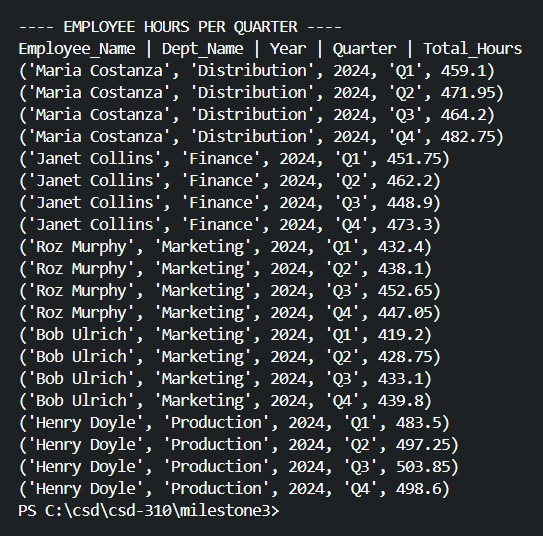 ---- EMPLOYEE HOURS PER QUARTER ----
Employee_Name | Dept_Name | Year | Quarter | Total_Hours
('Maria Costanza', 'Distribution', 2024, 'Q1', 459.1)
('Maria Costanza', 'Distribution', 2024, 'Q2', 471.95)
('Maria Costanza', 'Distribution', 2024, 'Q3', 464.2)
('Maria Costanza', 'Distribution', 2024, 'Q4', 482.75)
('Janet Collins', 'Finance', 2024, 'Q1', 451.75)
('Janet Collins', 'Finance', 2024, 'Q2', 462.2)
('Janet Collins', 'Finance', 2024, 'Q3', 448.9)
('Janet Collins', 'Finance', 2024, 'Q4', 473.3)
('Roz Murphy', 'Marketing', 2024, 'Q1', 432.4)
('Roz Murphy', 'Marketing', 2024, 'Q2', 438.1)
('Roz Murphy', 'Marketing', 2024, 'Q3', 452.65)
('Roz Murphy', 'Marketing', 2024, 'Q4', 447.05)
('Bob Ulrich', 'Marketing', 2024, 'Q1', 419.2)
('Bob Ulrich', 'Marketing', 2024, 'Q2', 428.75)
('Bob Ulrich', 'Marketing', 2024, 'Q3', 433.1)
('Bob Ulrich', 'Marketing', 2024, 'Q4', 439.8)
('Henry Doyle', 'Production', 2024, 'Q1', 483.5)
('Henry Doyle', 'Production', 2024, 'Q2', 497.25)
('Henry Doyle', 'Production', 2024, 'Q3', 503.85)
('Henry Doyle', 'Production', 2024, 'Q4', 498.6)
PS C:\csd\csd-310\milestone3>